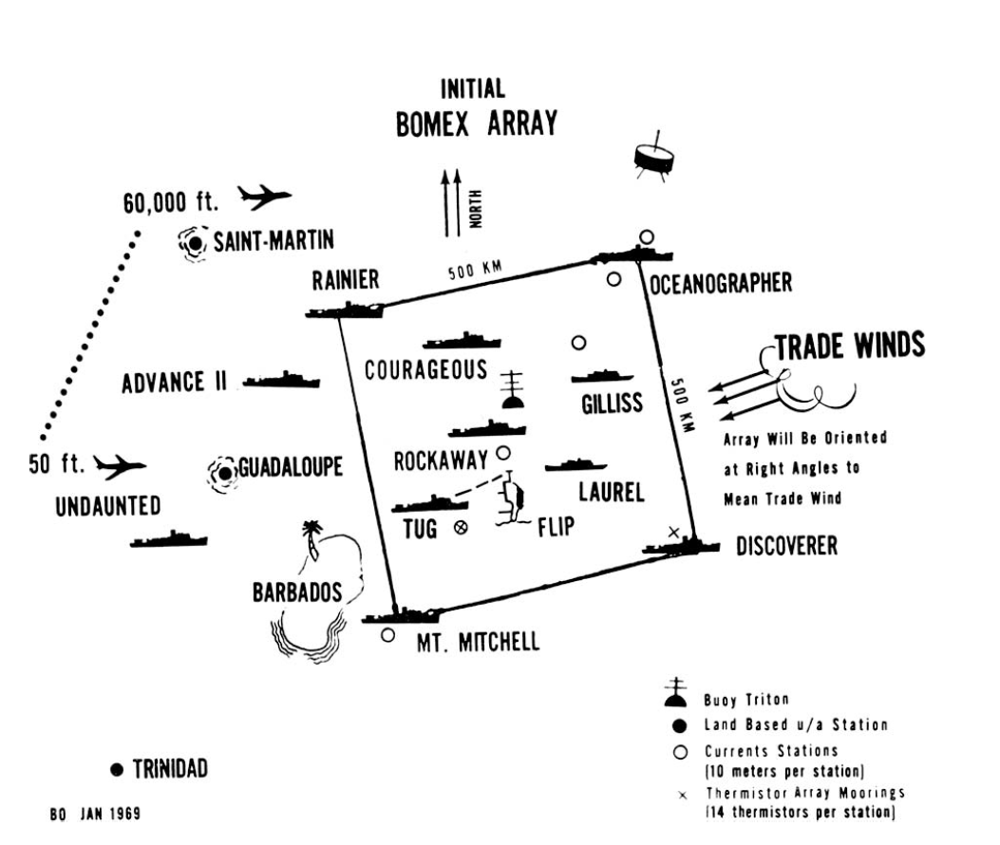 INITIAL
BOMEX ARRAY
60,000 ft.
SAINT-MARTIN
NORTH
500 KM
RAINIER
OCEANOGRAPHER
COURAGEOUS
ADVANCE II
GILLISS
500 KM
TRADE WINDS
Array Will Be Oriented
at Right Angles to
Mean Trade Wind
50 ft.
GUADALOUPE
ROCKAWAY
LAUREL
UNDAUNTED
TUG
FLIP
DISCOVERER
BARBADOS
MT. MITCHELL
Buoy Triton
Land Based u/a Station
Currents Stations
(10 meters per station)
Thermistor Array Moorings
(14 thermistors per station)
TRINIDAD
BO JAN 1969